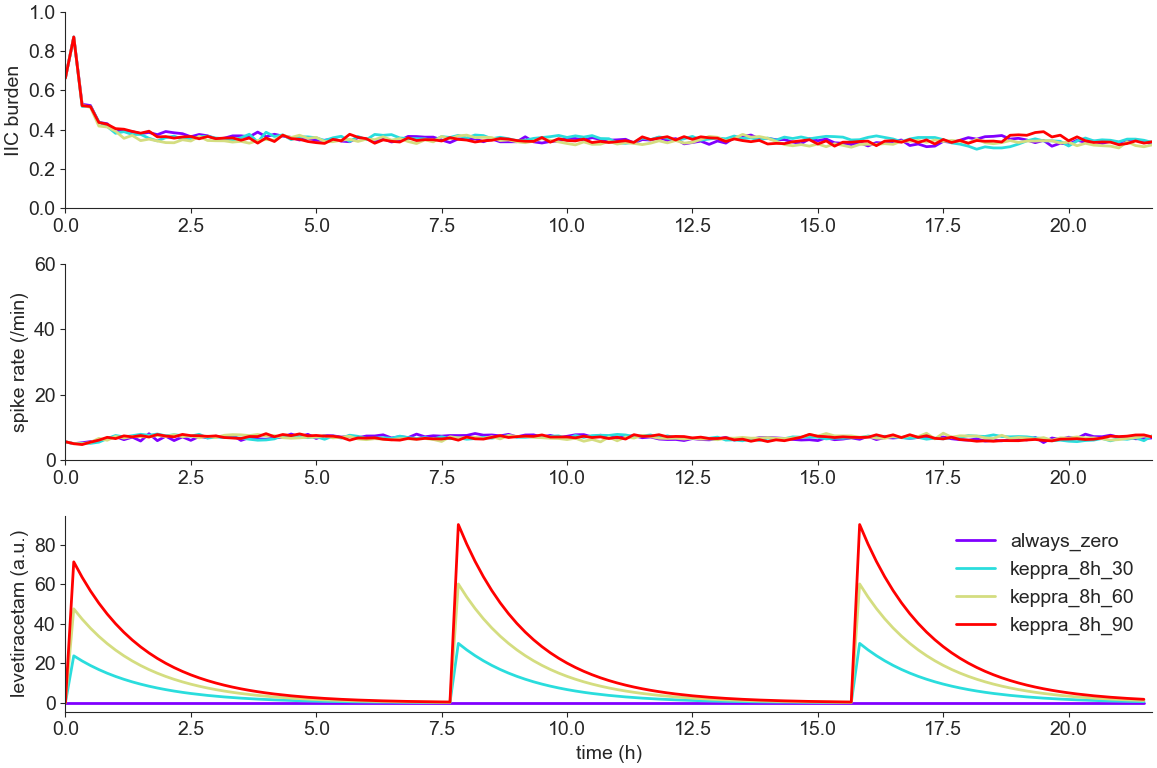 IIC burden
1.0
0.8
0.6
0.4
0.2
0.0
0.0 2.5 5.0 7.5 10.0 12.5 15.0 17.5 20.0
spike rate (/min)
60
40
20
0
0.0 2.5 5.0 7.5 10.0 12.5 15.0 17.5 20.0
levetiracetam (a.u.)
80
60
40
20
0
always_zero
keppra_8h_30
keppra_8h_60
keppra_8h_90
0.0 2.5 5.0 7.5 10.0 12.5 15.0 17.5 20.0
time (h)